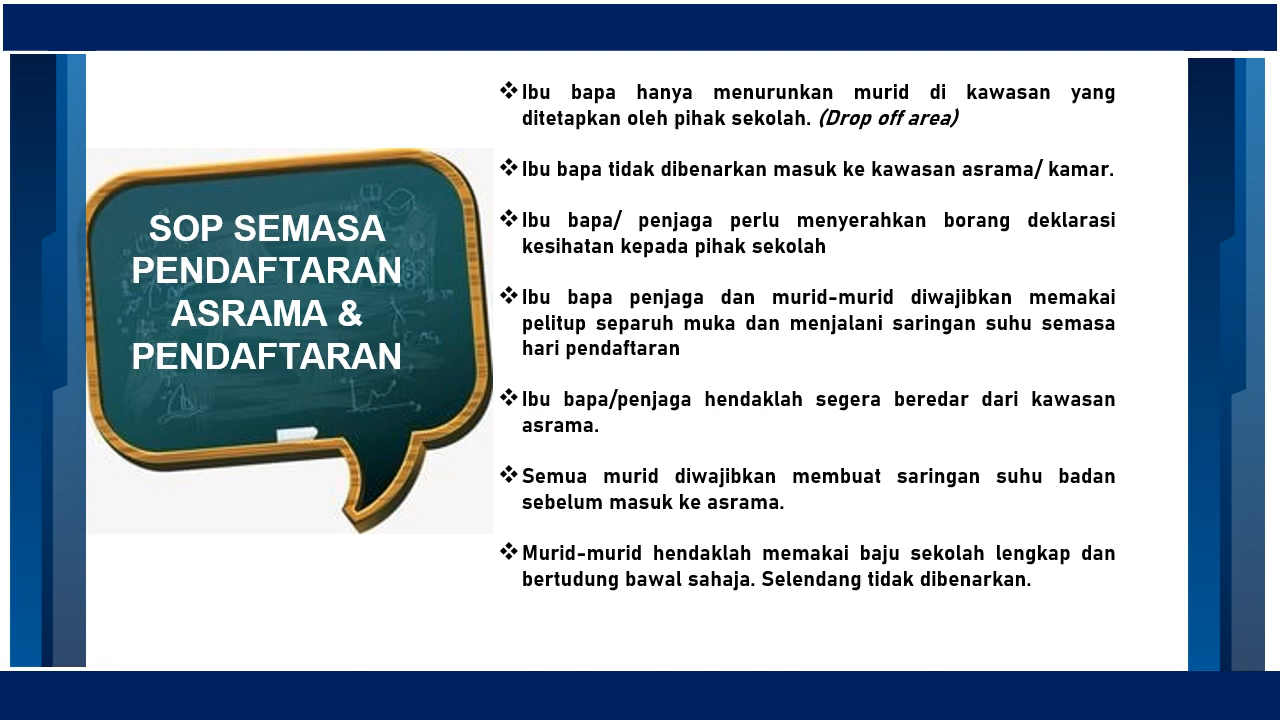 SOP SEMASA
PENDAFTARAN
ASRAMA &
PENDAFTARAN
❖Ibu bapa hanya menurunkan murid di kawasan yang
ditetapkan oleh pihak sekolah. (Drop off area)
❖Ibu bapa tidak dibenarkan masuk ke kawasan asrama/ kamar.
❖Ibu bapa/ penjaga perlu menyerahkan borang deklarasi
kesihatan kepada pihak sekolah
❖Ibu bapa penjaga dan murid-murid diwajibkan memakai
pelitup separuh muka dan menjalani saringan suhu semasa
hari pendaftaran
❖Ibu bapa/penjaga hendaklah segera beredar dari kawasan
asrama.
❖Semua murid diwajibkan membuat saringan suhu badan
sebelum masuk ke asrama.
❖Murid-murid hendaklah memakai baju sekolah lengkap dan
bertudung bawal sahaja. Selendang tidak dibenarkan.